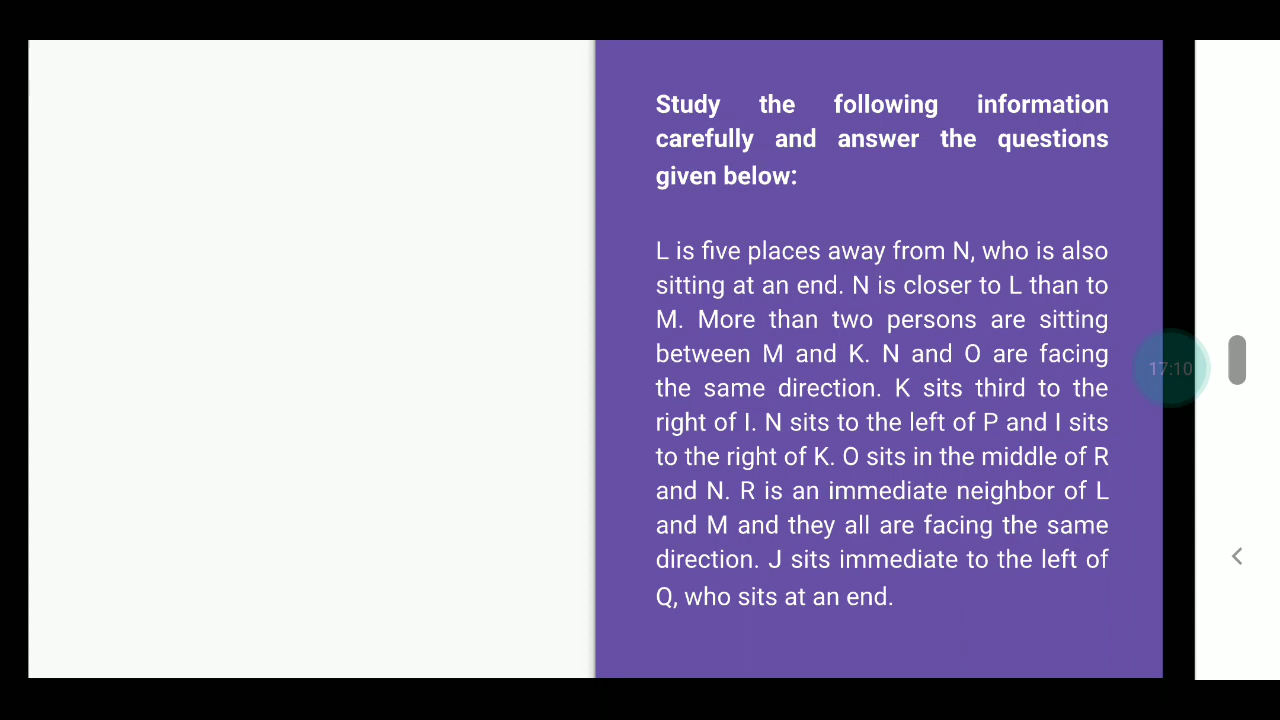 Study the following information
carefully and answer the questions
given below:
L is five places away from N, who is also
sitting at an end. N is closer to L than to
M. More than two persons are sitting
between M and K. N and O are facing
the same direction. K sits third to the
right of I. N sits to the left of P and I sits
to the right of K. O sits in the middle of R
and N. R is an immediate neighbor of L
and M and they all are facing the same
direction. J sits immediate to the left of
Q, who sits at an end.
17:10